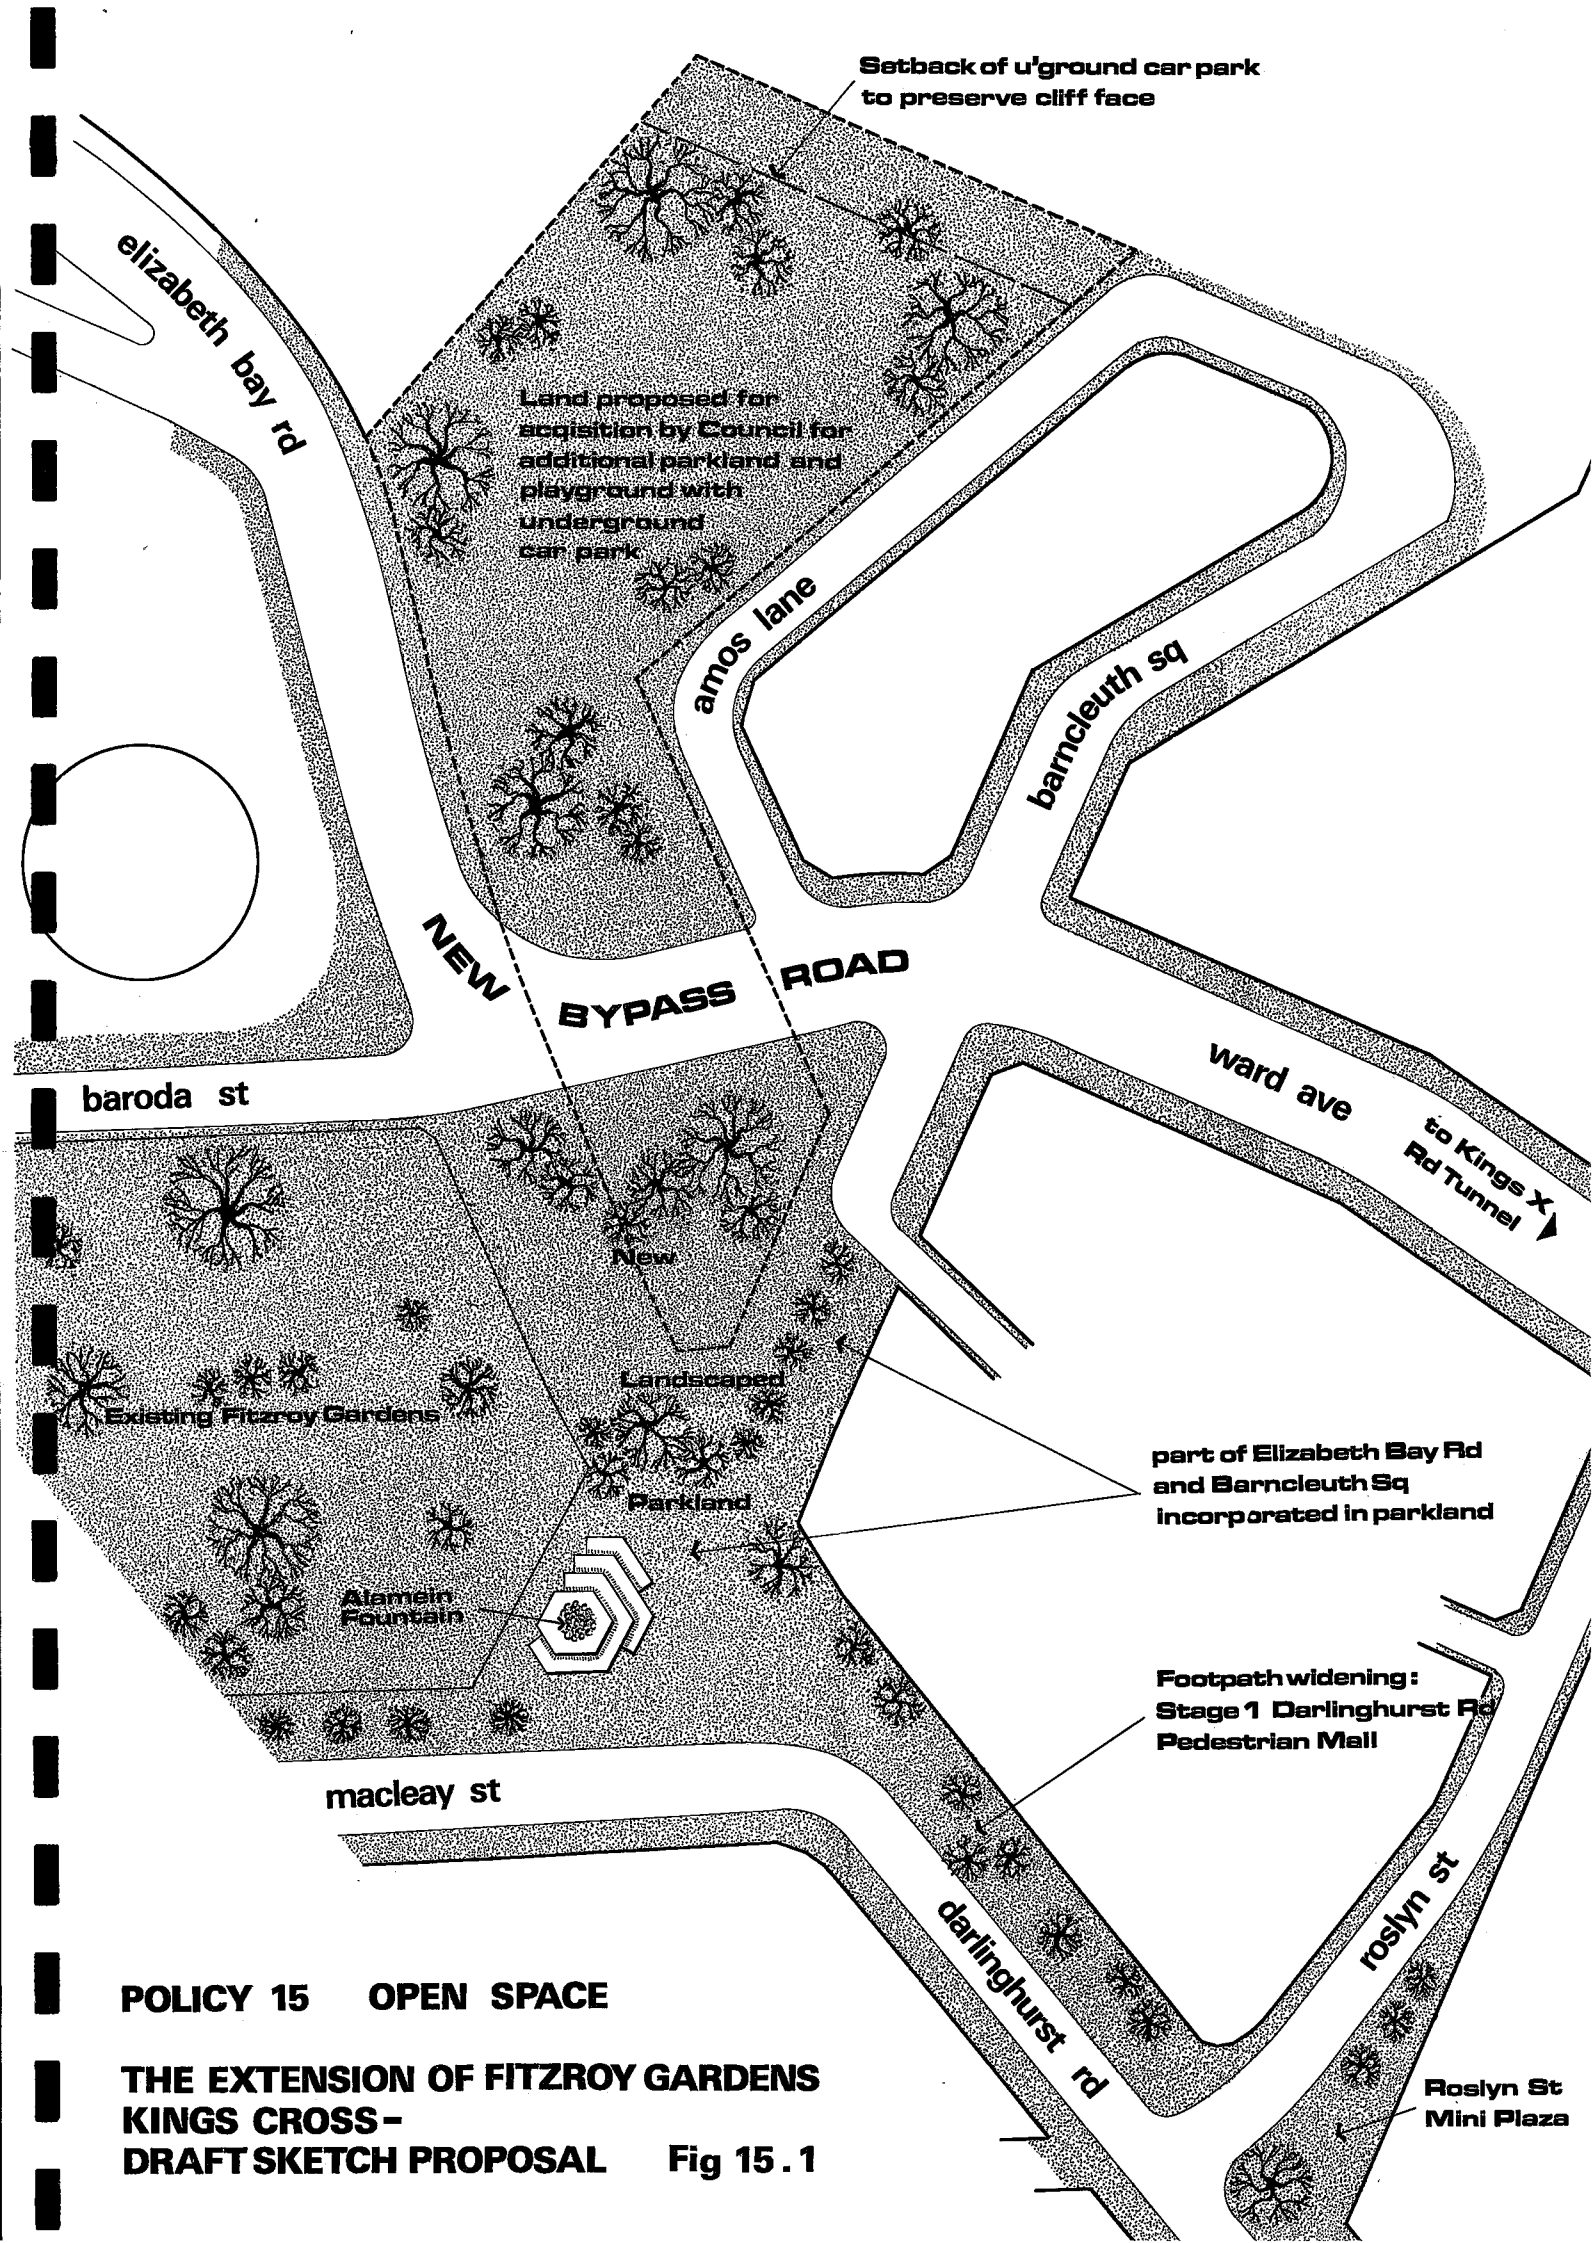 Setback of u'ground car park
to preserve cliff face
elizabeth bay rd
Land proposed for
acqisition by Council for
additional parkland and
playground with
underground
car park
amos lane
barncleuth sq
NEW BYPASS ROAD
baroda st
ward ave
to Kings X
Rd Tunnel
New
Landscaped
Parkland
Existing Fitzroy Gardens
part of Elizabeth Bay Rd
and Barncleuth Sq
incorporated in parkland
Alamein
Fountain
Footpath widening:
Stage 1 Darlinghurst Rd
Pedestrian Mall
macleay st
darlinghurst rd
roslyn st
Roslyn St
Mini Plaza
POLICY 15 OPEN SPACE
THE EXTENSION OF FITZROY GARDENS
KINGS CROSS–
DRAFT SKETCH PROPOSAL Fig 15.1